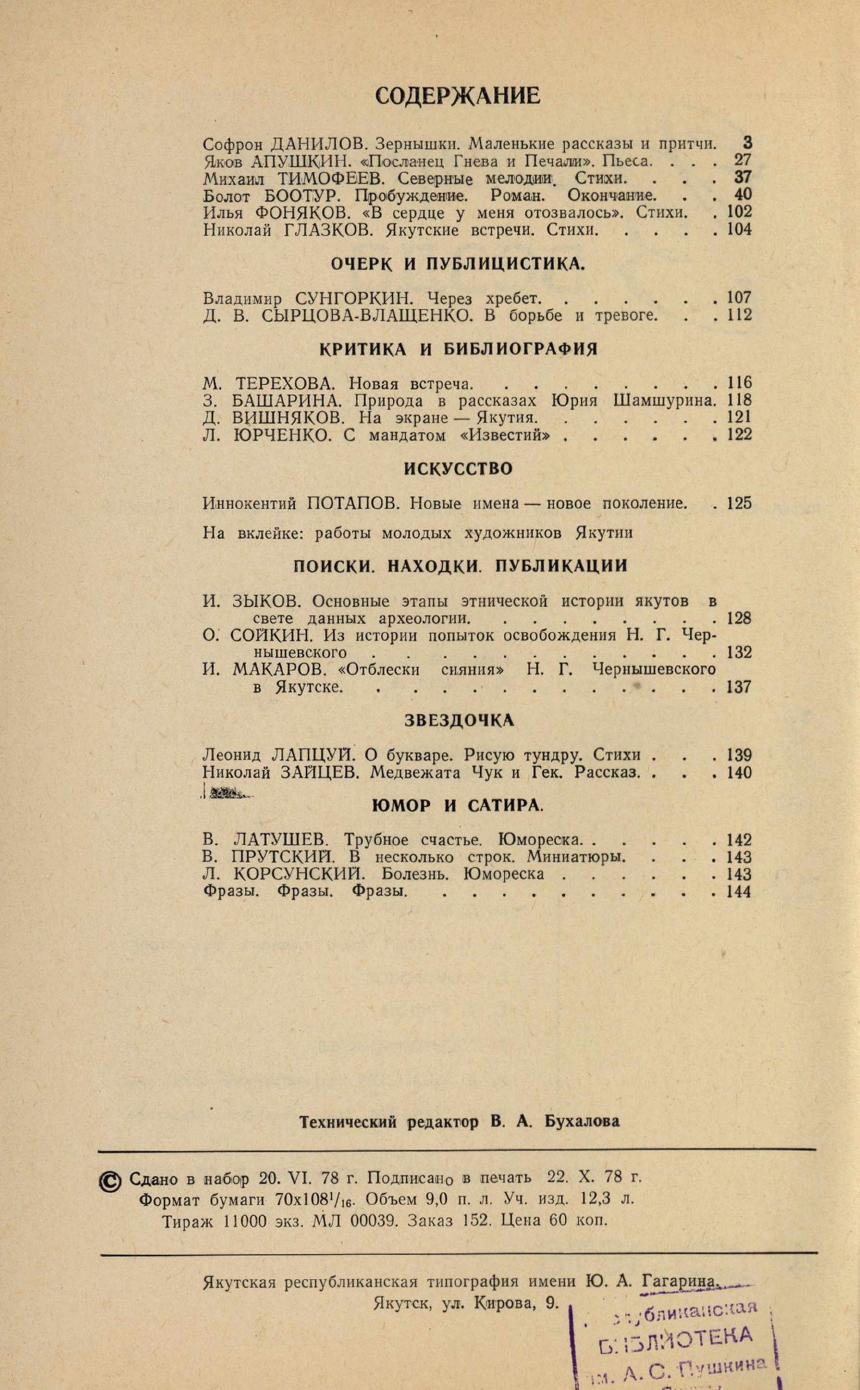 СОДЕРЖАНИЕ
Софрон ДАНИЛОВ. Зернышки. Маленькие рассказы и притчи. 3
Яков АПУШКИН. «Посланец Гнева и Печали». Пьеса. . . . 27
Михаил ТИМОФЕЕВ. Северные мелодии. Стихи. . . . 37
Болот БООТУР. Пробуждение. Роман. Окончание. . . 40
Илья ФОНЯКОВ. «В сердце у меня отозвалось». Стихи. . 102
Николай ГЛАЗКОВ. Якутские встречи. Стихи. . . . . 104
ОЧЕРК И ПУБЛИЦИСТИКА.
Владимир СУНГОРКИН. Через хребет. . . . . . . 107
Д. В. СЫРЦОВА-ВЛАЩЕНКО. В борьбе и тревоге. . . 112
КРИТИКА И БИБЛИОГРАФИЯ
М. ТЕРЕХОВА. Новая встреча. . . . . . . . . 116
З. БАШАРИНА. Природа в рассказах Юрия Шамшурина. 118
Д. ВИШНЯКОВ. На экране — Якутия. . . . . . . 121
Л. ЮРЧЕНКО. С мандатом «Известий» . . . . . . 122
ИСКУССТВО
Иннокентий ПОТАПОВ. Новые имена — новое поколение. . 125
На вклейке: работы молодых художников Якутии
ПОИСКИ. НАХОДКИ. ПУБЛИКАЦИИ
И. ЗЫКОВ. Основные этапы этнической истории якутов в
свете данных археологии. . . . . . . . . 128
О. СОЙКИН. Из истории попыток освобождения Н. Г. Чер-
нышевского . . . . . . . . . . . . 132
И. МАКАРОВ. «Отблески сияния» Н. Г. Чернышевского
в Якутске. . . . . . . . . . . . . 137
ЗВЕЗДОЧКА
Леонид ЛАПЦУЙ. О букваре. Рисую тундру. Стихи . . . 139
Николай ЗАЙЦЕВ. Медвежата Чук и Гек. Рассказ. . . . 140
ЮМОР И САТИРА.
В. ЛАТУШЕВ. Трубное счастье. Юмореска. . . . . . 142
В. ПРУТСКИЙ. В несколько строк. Миниатюры. . . . 143
Л. КОРСУНСКИЙ. Болезнь. Юмореска . . . . . . 143
Фразы. Фразы. Фразы. . . . . . . . . . . 144
Технический редактор В. А. Бухалова
© Сдано в набор 20. VI. 78 г. Подписано в печать 22. X. 78 г.
Формат бумаги 70х108¹/₁₆. Объем 9,0 п. л. Уч. изд. 12,3 л.
Тираж 11000 экз. МЛ 00039. Заказ 152. Цена 60 коп.
Якутская республиканская типография имени Ю. А. Гагарина.
Якутск, ул. Кирова, 9.
БИБЛИОТЕКА
им. А. С. Пушкина